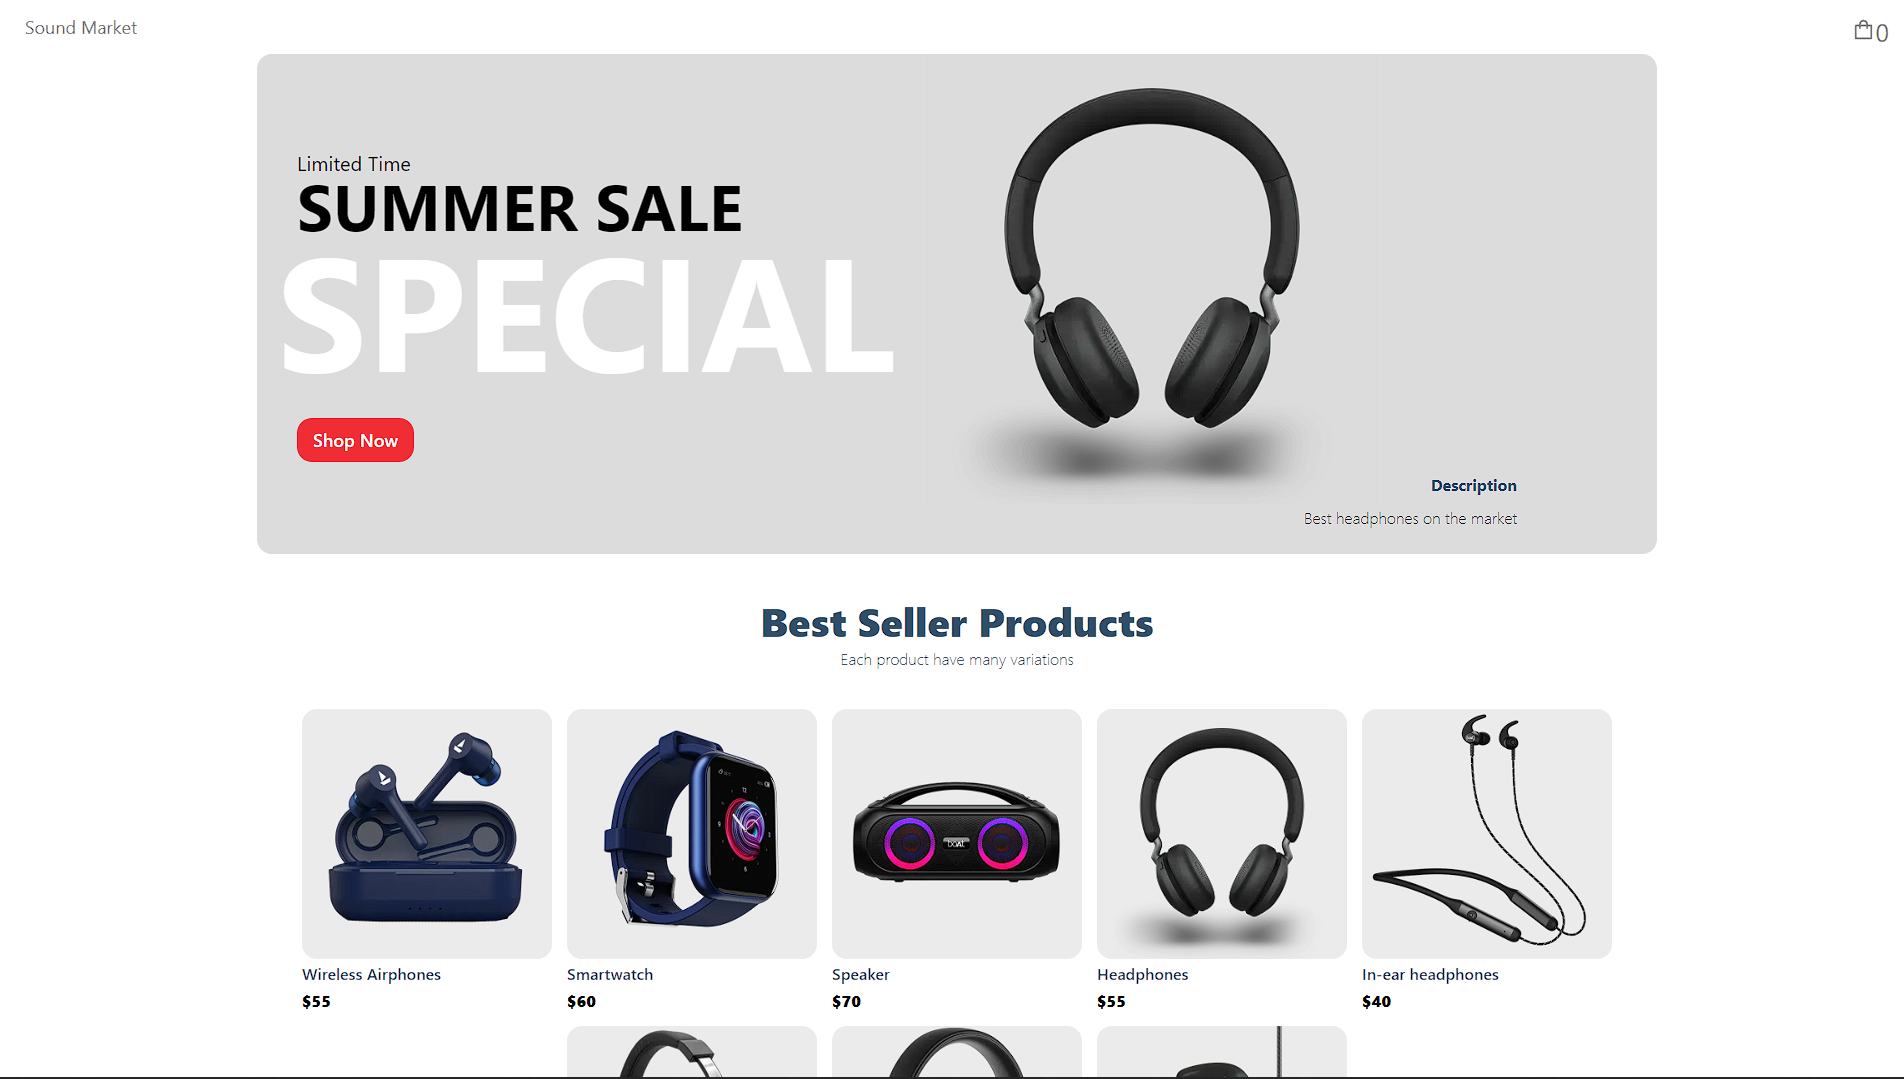 Sound Market
0
Limited Time
SUMMER SALE
SPECIAL
Shop Now
Description
Best headphones on the market
Best Seller Products
Each product have many variations
Wireless Airphones
$55
Smartwatch
$60
Speaker
$70
Headphones
$55
In-ear headphones
$40